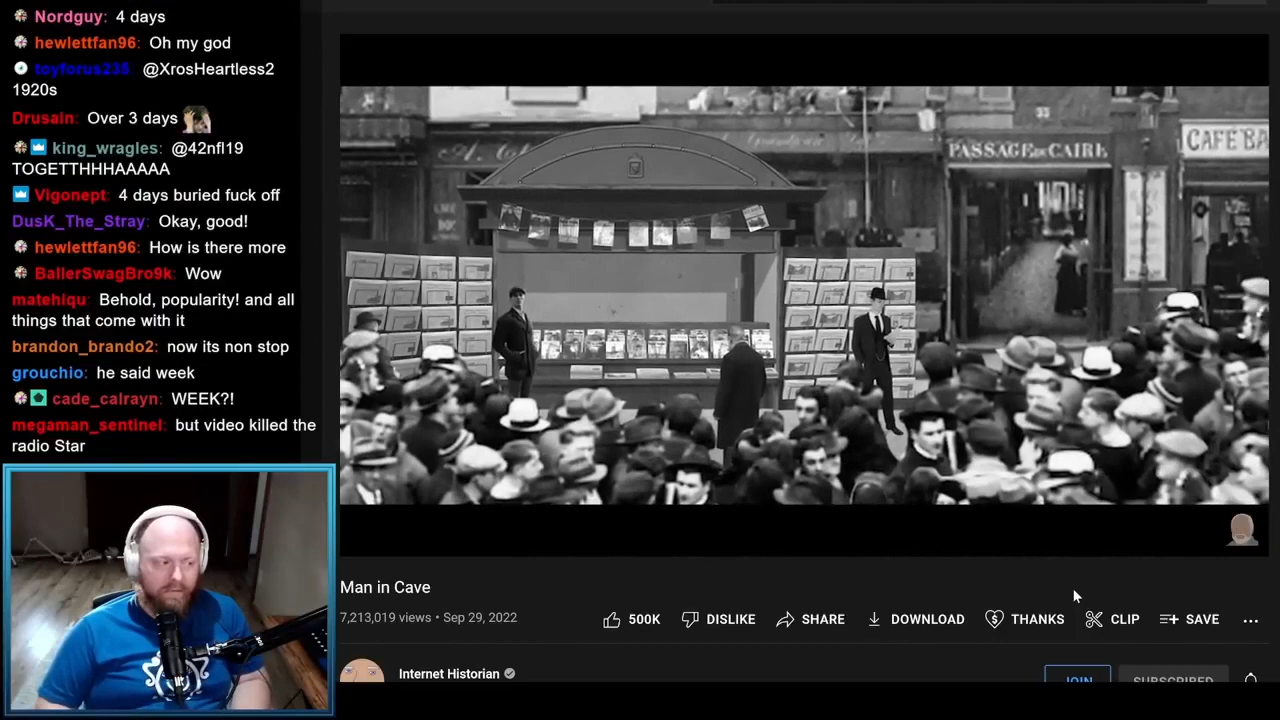 Nordguy: 4 days
hewlettfan96: Oh my god
toyforus235: @XrosHeartless2
1920s
Drusain: Over 3 days
king_wragles: @42nfl19
TOGETTHHHAAAAA
Vigonept: 4 days buried fuck off
DusK_The_Stray: Okay, good!
hewlettfan96: How is there more
BallerSwagBro9k: Wow
matehiqu: Behold, popularity! and all
things that come with it
brandon_brando2: now its non stop
grouchio: he said week
cade_calrayn: WEEK?!
megaman_sentinel: but video killed the
radio Star
33
PASSAGE DU CAIRE
CAFÉ BA
Man in Cave
7,213,019 views • Sep 29, 2022
500K
DISLIKE
SHARE
DOWNLOAD
THANKS
CLIP
SAVE
Internet Historian
JOIN
SUBSCRIBED